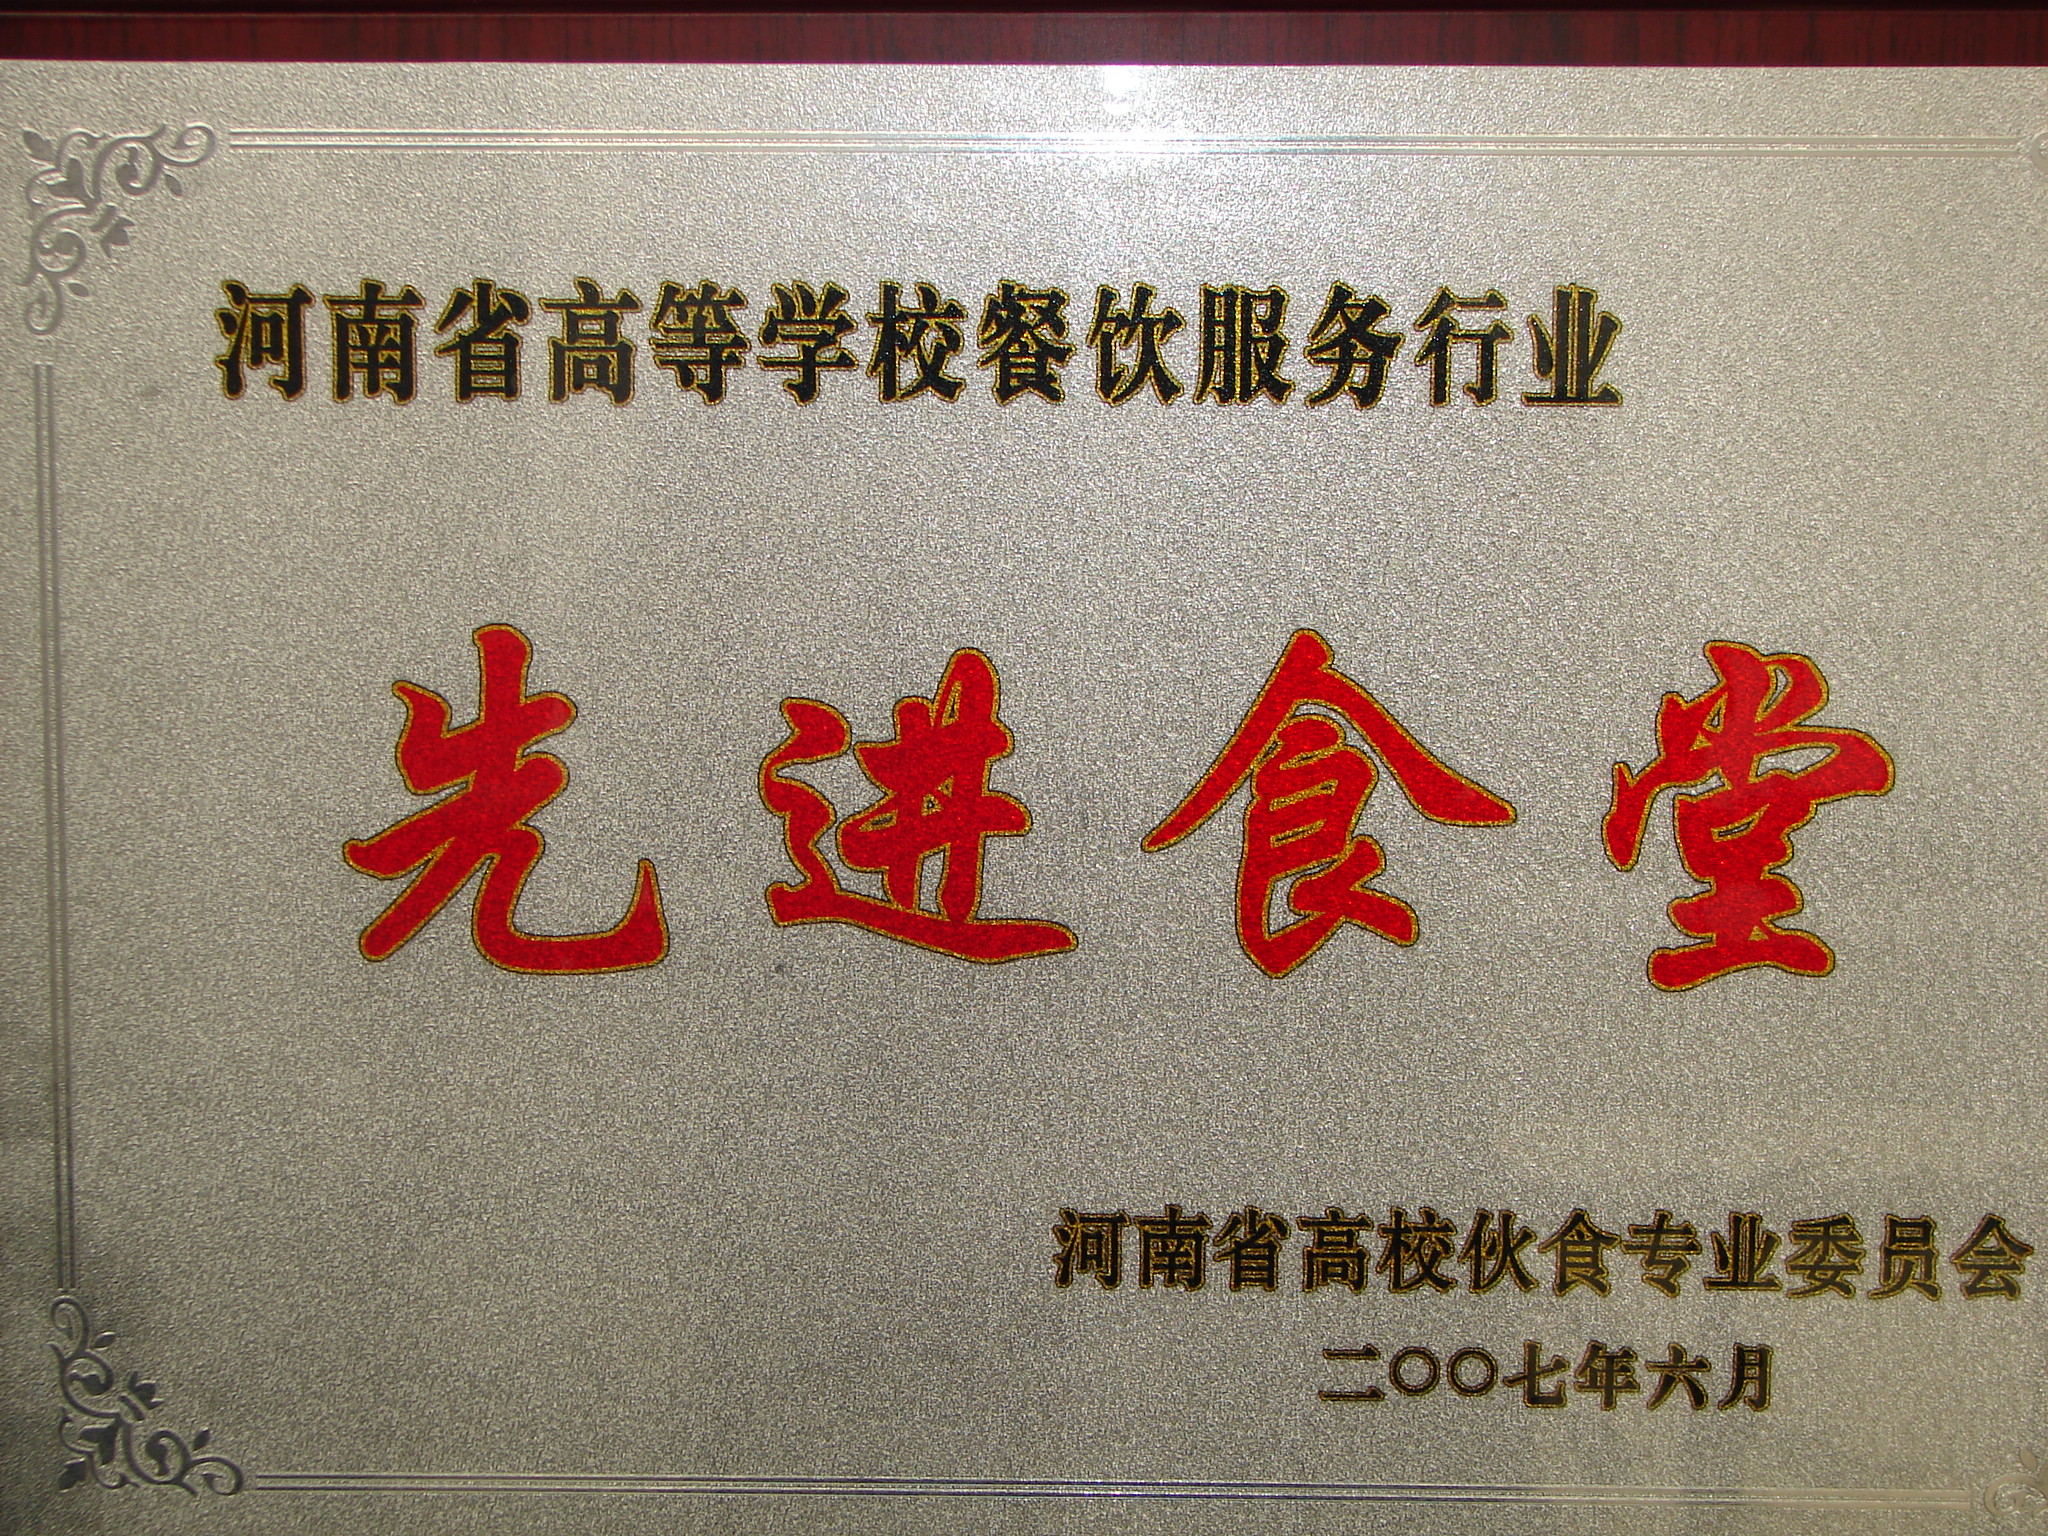 河南省高等学校餐饮服务行业
先进食堂
河南省高校伙食专业委员会
二〇〇七年六月